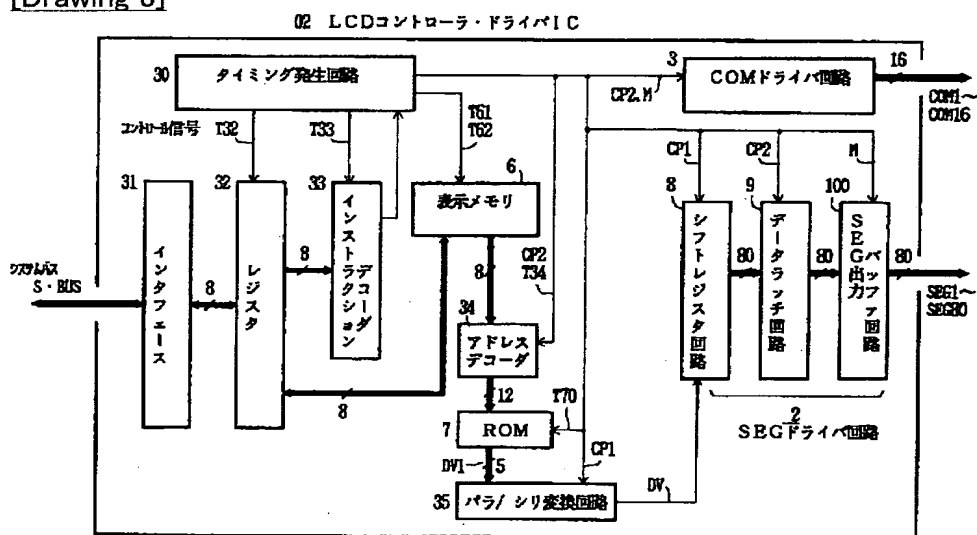 [Drawing 8]
02 LCDコントローラ・ドライバIC
30
タイミング発生回路
3
COMドライバ回路
16
COM1～
COM16
CP2.M
コントロール信号
T32
T33
T61
T62
31
インタフェース
32
レジスタ
33
インストラクション
デコーダ
6
表示メモリ
CP1
CP2
M
8
シフトレジスタ回路
9
データラッチ回路
100
SEG出力
バッファ回路
システムバス
S・BUS
8
8
8
8
CP2
T34
80
80
80
SEG1～
SEG80
34
アドレス
デコーダ
12
7
ROM
T70
2
SEGドライバ回路
DV1
5
CP1
35
パラ/シリ変換回路
DV